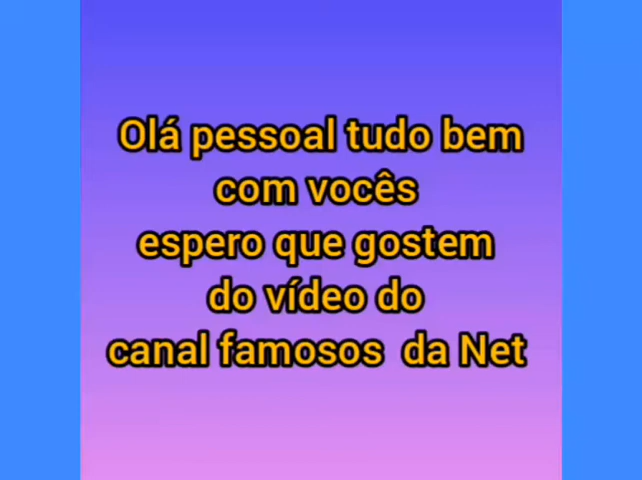 Olá pessoal tudo bem
com vocês
espero que gostem
do vídeo do
canal famosos da Net